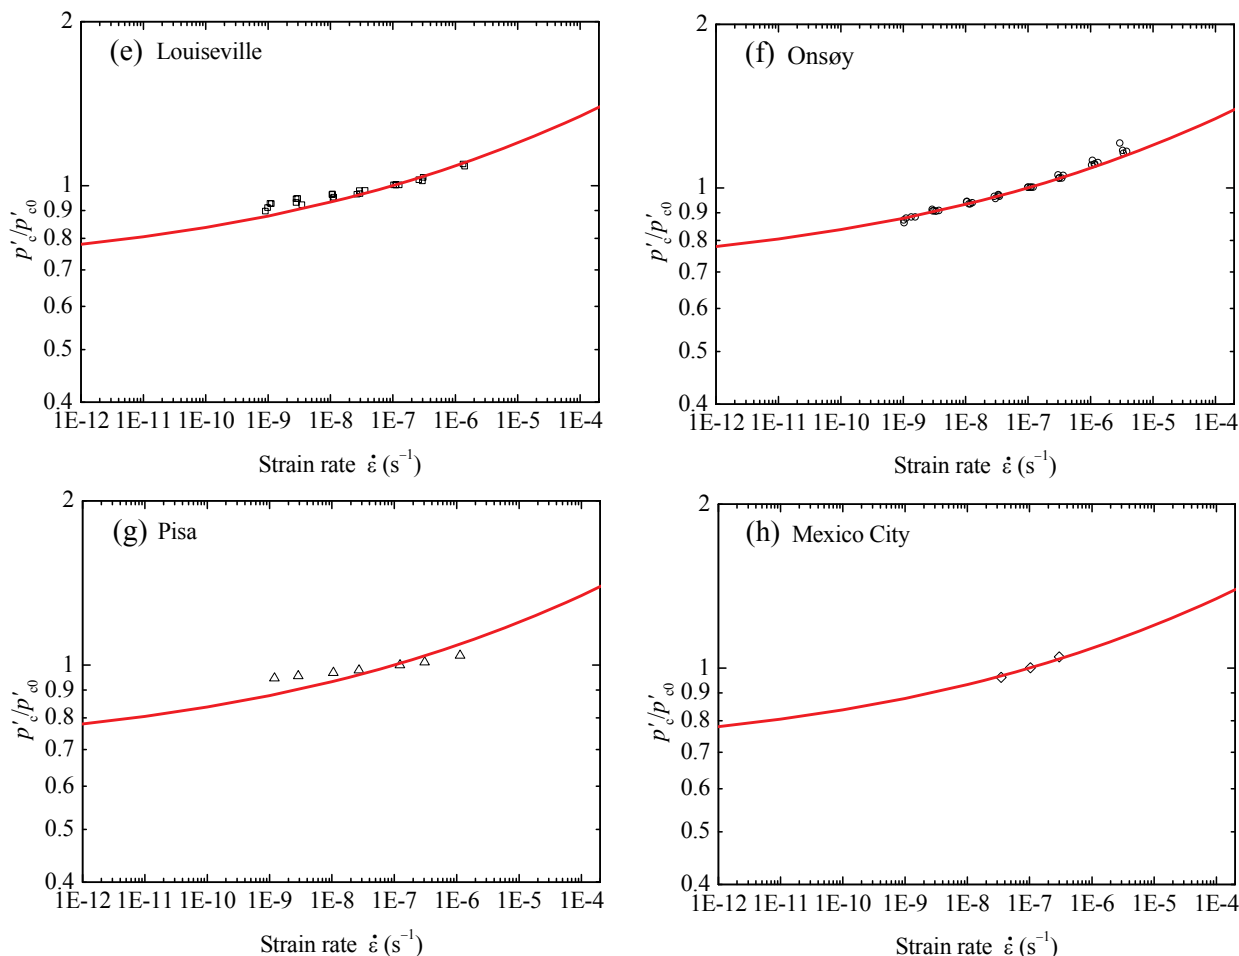 2
(e) Louiseville
1
0.9
0.8
0.7
0.6
0.5
0.4
p′c/p′c0
1E-12 1E-11 1E-10 1E-9 1E-8 1E-7 1E-6 1E-5 1E-4
Strain rate ε̇ (s⁻¹)
2
(f) Onsøy
1
0.9
0.8
0.7
0.6
0.5
0.4
p′c/p′c0
1E-12 1E-11 1E-10 1E-9 1E-8 1E-7 1E-6 1E-5 1E-4
Strain rate ε̇ (s⁻¹)
2
(g) Pisa
1
0.9
0.8
0.7
0.6
0.5
0.4
p′c/p′c0
1E-12 1E-11 1E-10 1E-9 1E-8 1E-7 1E-6 1E-5 1E-4
Strain rate ε̇ (s⁻¹)
2
(h) Mexico City
1
0.9
0.8
0.7
0.6
0.5
0.4
p′c/p′c0
1E-12 1E-11 1E-10 1E-9 1E-8 1E-7 1E-6 1E-5 1E-4
Strain rate ε̇ (s⁻¹)